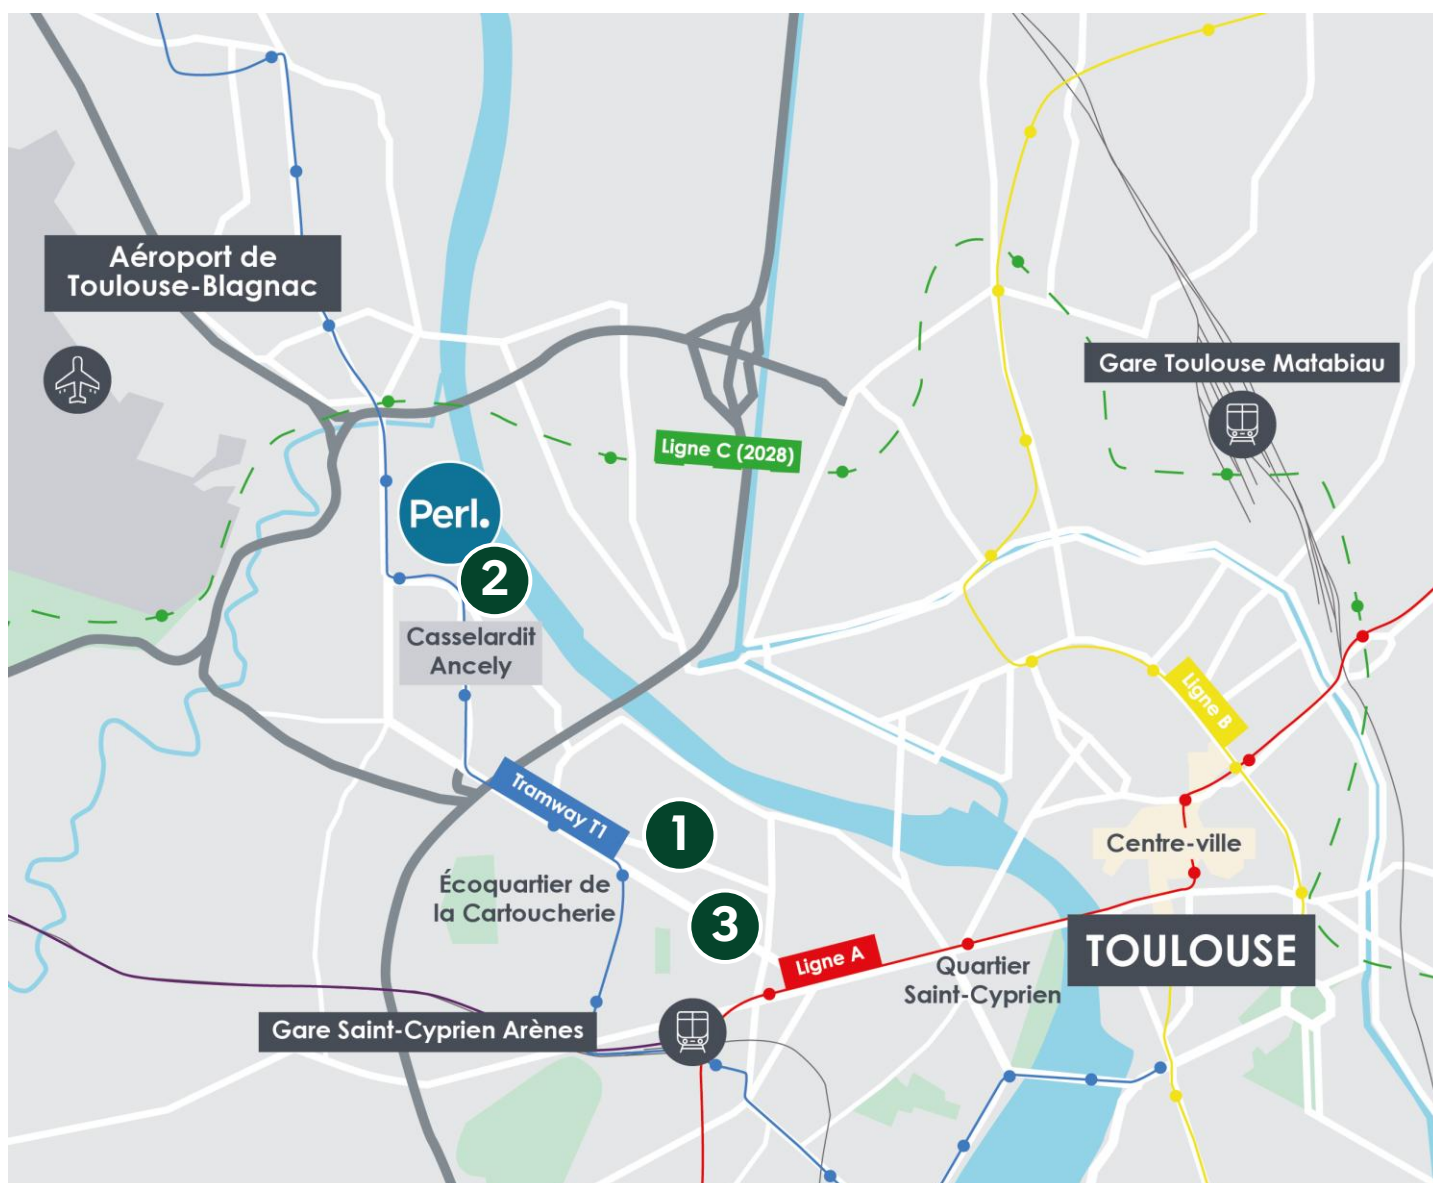 Aéroport de
Toulouse-Blagnac
Gare Toulouse Matabiau
Ligne C (2028)
Perl.
2
Casselardit
Ancely
Ligne B
Tramway T1
1
Centre-ville
Écoquartier de
la Cartoucherie
3
Ligne A
TOULOUSE
Quartier
Saint-Cyprien
Gare Saint-Cyprien Arènes